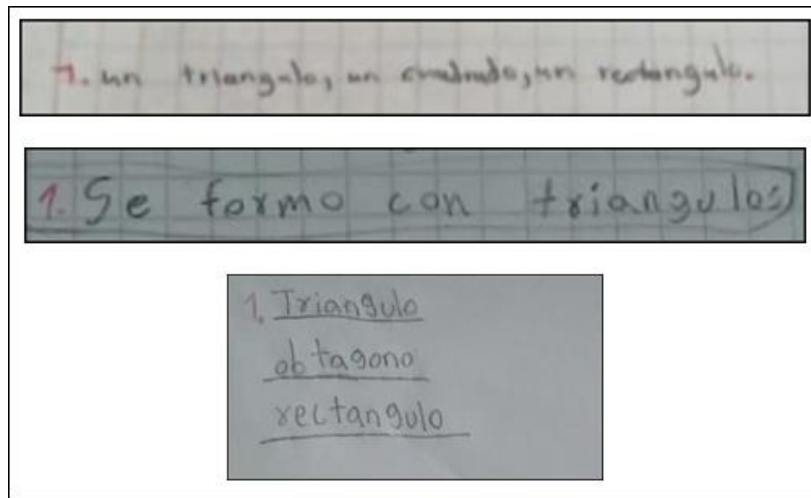 1. un triangulo, un cuadrado, un rectangulo.
1. Se formo con triangulos
1. Triangulo
obtagono
rectangulo